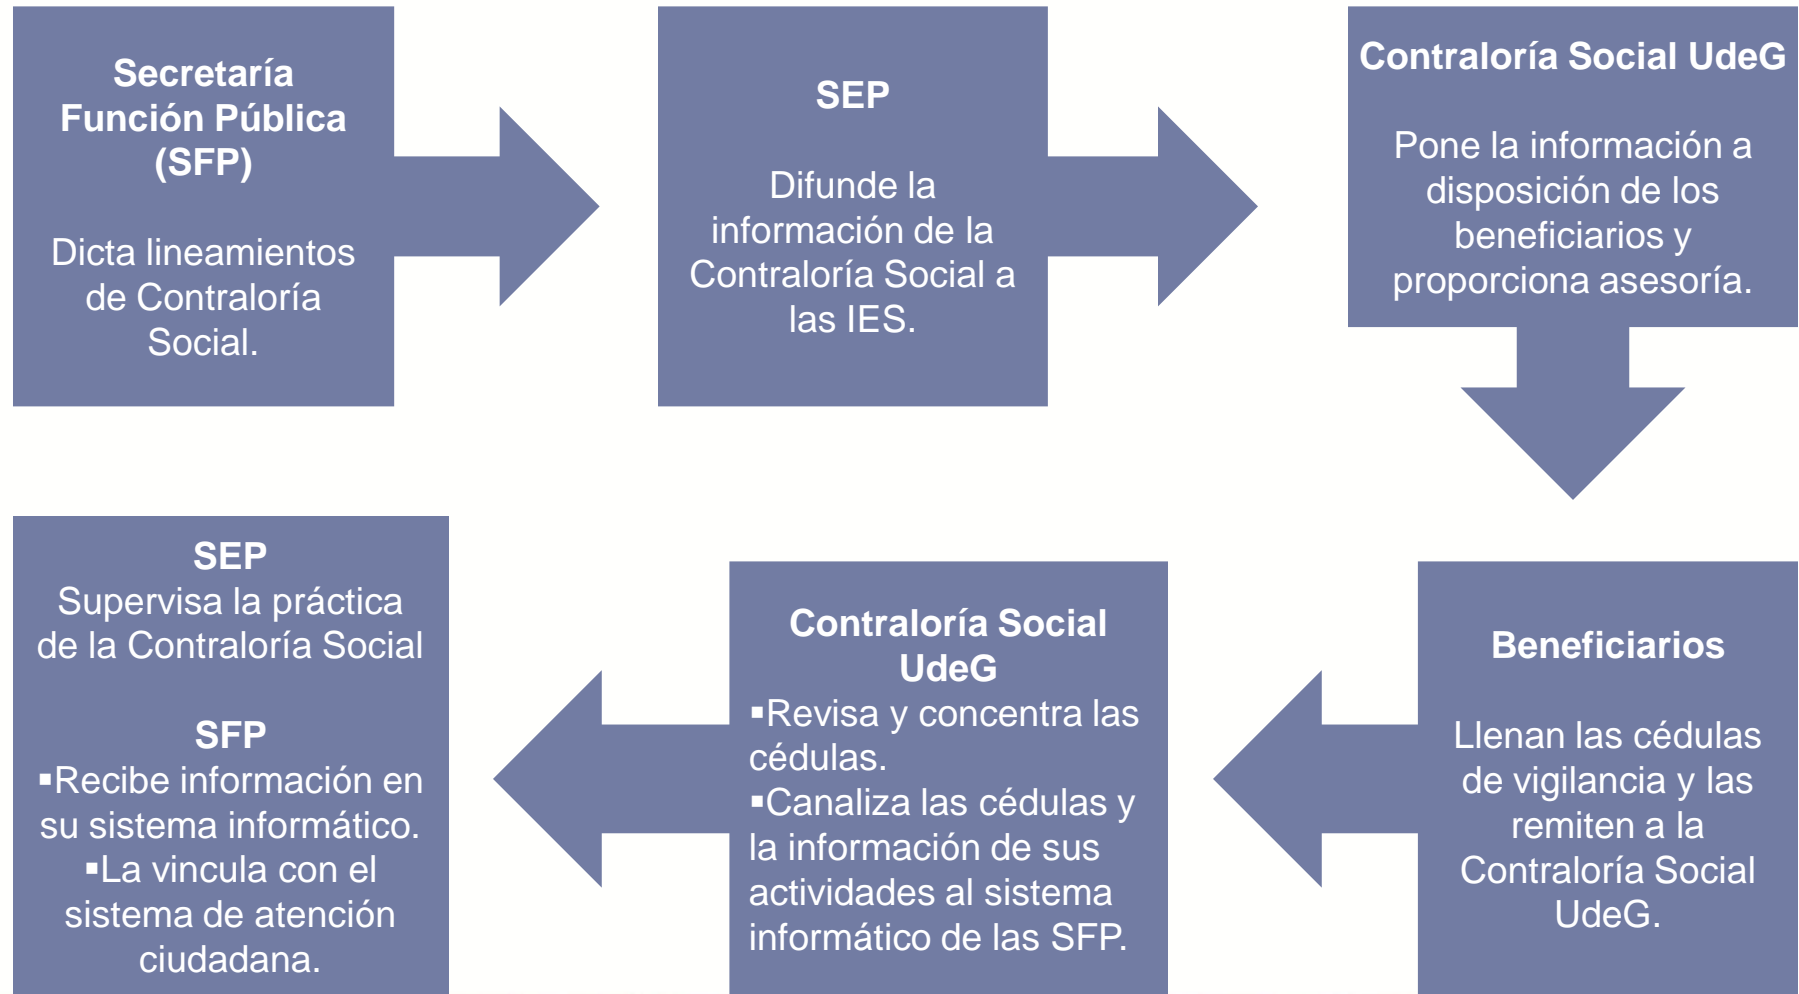 Secretaría
Función Pública
(SFP)
Dicta lineamientos
de Contraloría
Social.
SEP
Difunde la
información de la
Contraloría Social a
las IES.
Contraloría Social UdeG
Pone la información a
disposición de los
beneficiarios y
proporciona asesoría.
Beneficiarios
Llenan las cédulas
de vigilancia y las
remiten a la
Contraloría Social
UdeG.
Contraloría Social
UdeG
▪Revisa y concentra las
cédulas.
▪Canaliza las cédulas y
la información de sus
actividades al sistema
informático de las SFP.
SEP
Supervisa la práctica
de la Contraloría Social
SFP
▪Recibe información en
su sistema informático.
▪La vincula con el
sistema de atención
ciudadana.